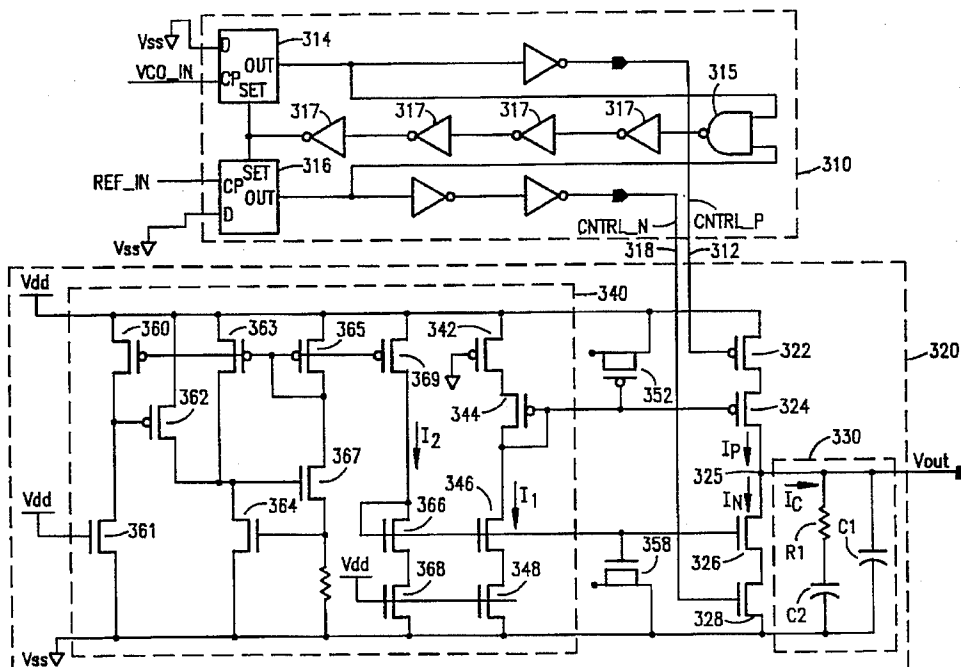 314
Vss
D
OUT
VCO_IN
CP
SET
315
317
317
317
317
316
SET
REF_IN
CP
OUT
D
310
CNTRL_N
CNTRL_P
Vss
318
312
Vdd
340
360
363
365
342
320
369
322
362
352
344
324
I2
IP
330
367
325
Vout
Vdd
364
346
I1
IN
IC
361
366
358
R1
C1
326
Vdd
368
348
C2
328
Vss